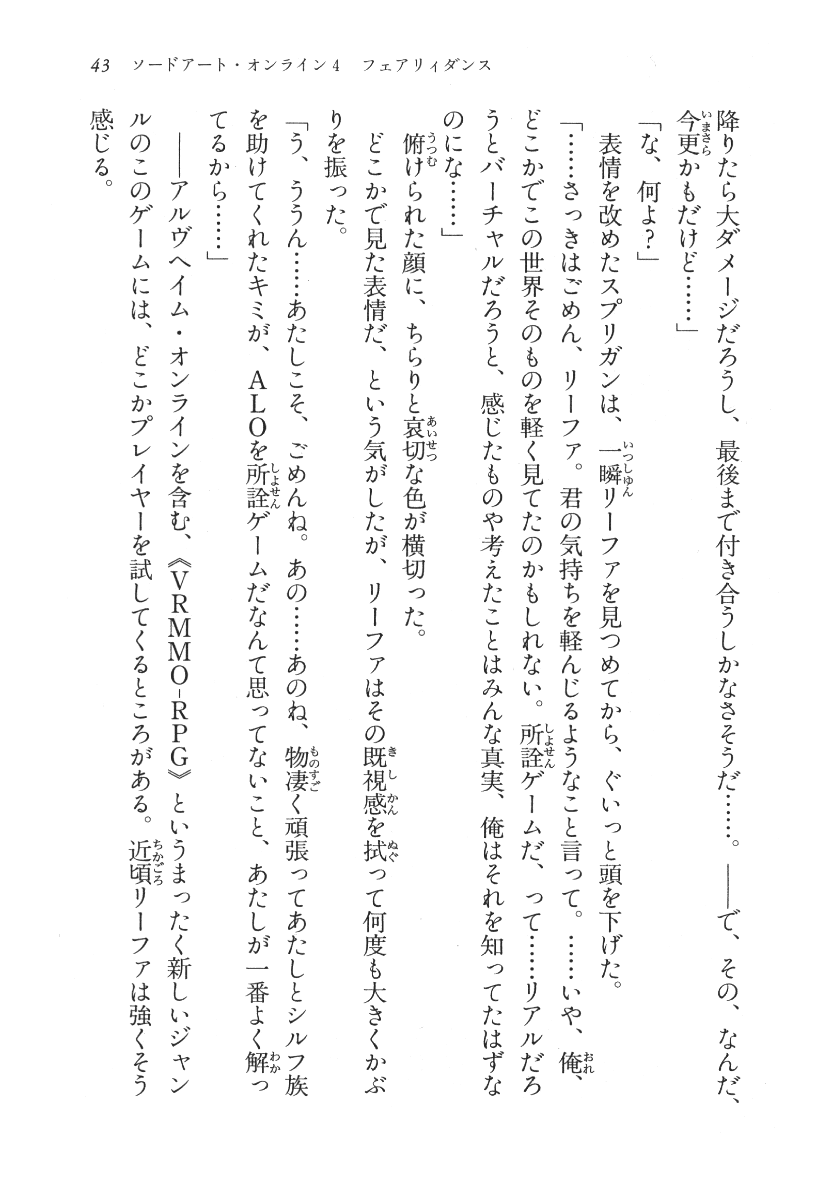 43　ソードアート・オンライン4　フェアリィダンス
降りたら大ダメージだろうし、最後まで付き合うしかなさそうだ……。――で、その、なんだ、
今更かもだけど……」
「な、何よ？」
　表情を改めたスプリガンは、一瞬リーファを見つめてから、ぐいっと頭を下げた。
「……さっきはごめん、リーファ。君の気持ちを軽んじるようなこと言って。……いや、俺、
どこかでこの世界そのものを軽く見てたのかもしれない。所詮ゲームだ、って……リアルだろ
うとバーチャルだろうと、感じたものや考えたことはみんな真実、俺はそれを知ってたはずな
のにな……」
　俯けられた顔に、ちらりと哀切な色が横切った。
　どこかで見た表情だ、という気がしたが、リーファはその既視感を拭って何度も大きくかぶ
りを振った。
「う、ううん……あたしこそ、ごめんね。あの……あのね、物凄く頑張ってあたしとシルフ族
を助けてくれたキミが、ALOを所詮ゲームだなんて思ってないこと、あたしが一番よく解っ
てるから……」
　――アルヴヘイム・オンラインを含む、《VRMMO-RPG》というまったく新しいジャン
ルのこのゲームには、どこかプレイヤーを試してくるところがある。近頃リーファは強くそう
感じる。